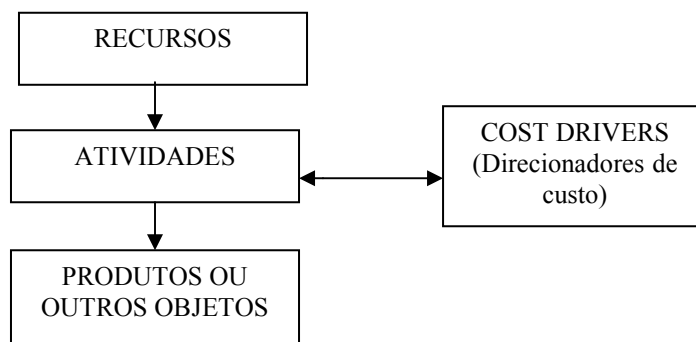 RECURSOS
ATIVIDADES
COST DRIVERS
(Direcionadores de
custo)
PRODUTOS OU
OUTROS OBJETOS